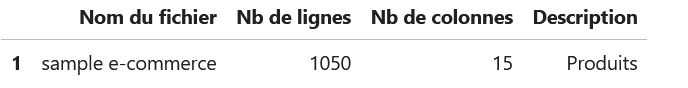 Nom du fichier Nb de lignes Nb de colonnes Description
1 sample e-commerce 1050 15 Produits